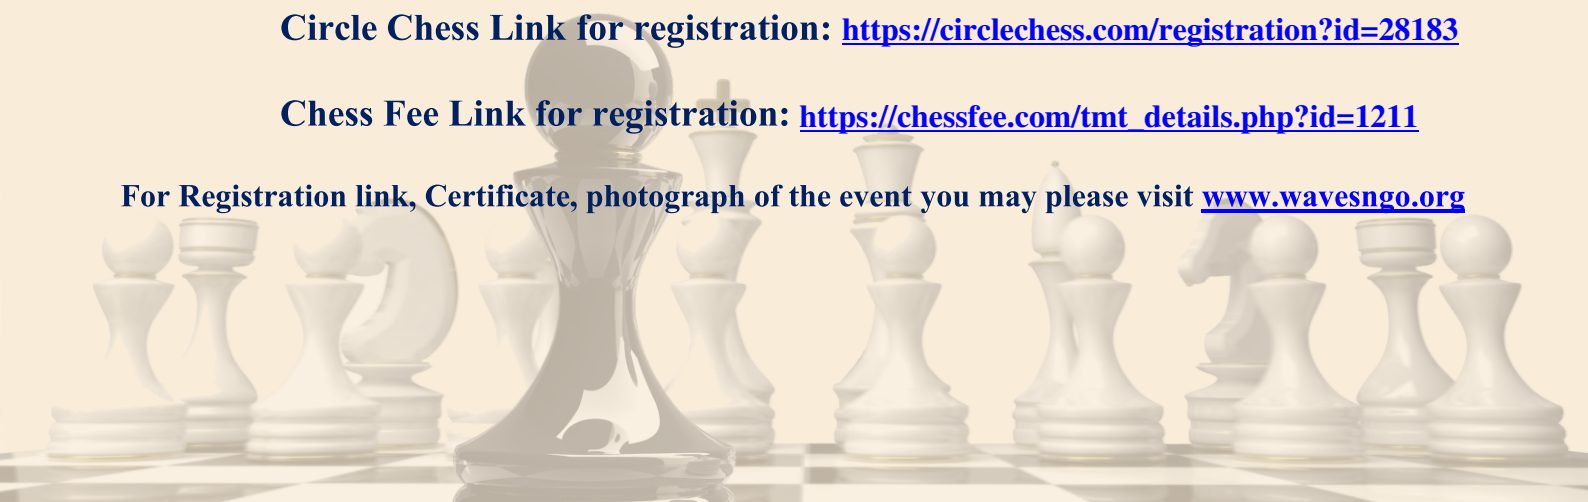 Circle Chess Link for registration: https://circlechess.com/registration?id=28183
Chess Fee Link for registration: https://chessfee.com/tmt_details.php?id=1211
For Registration link, Certificate, photograph of the event you may please visit www.wavesngo.org